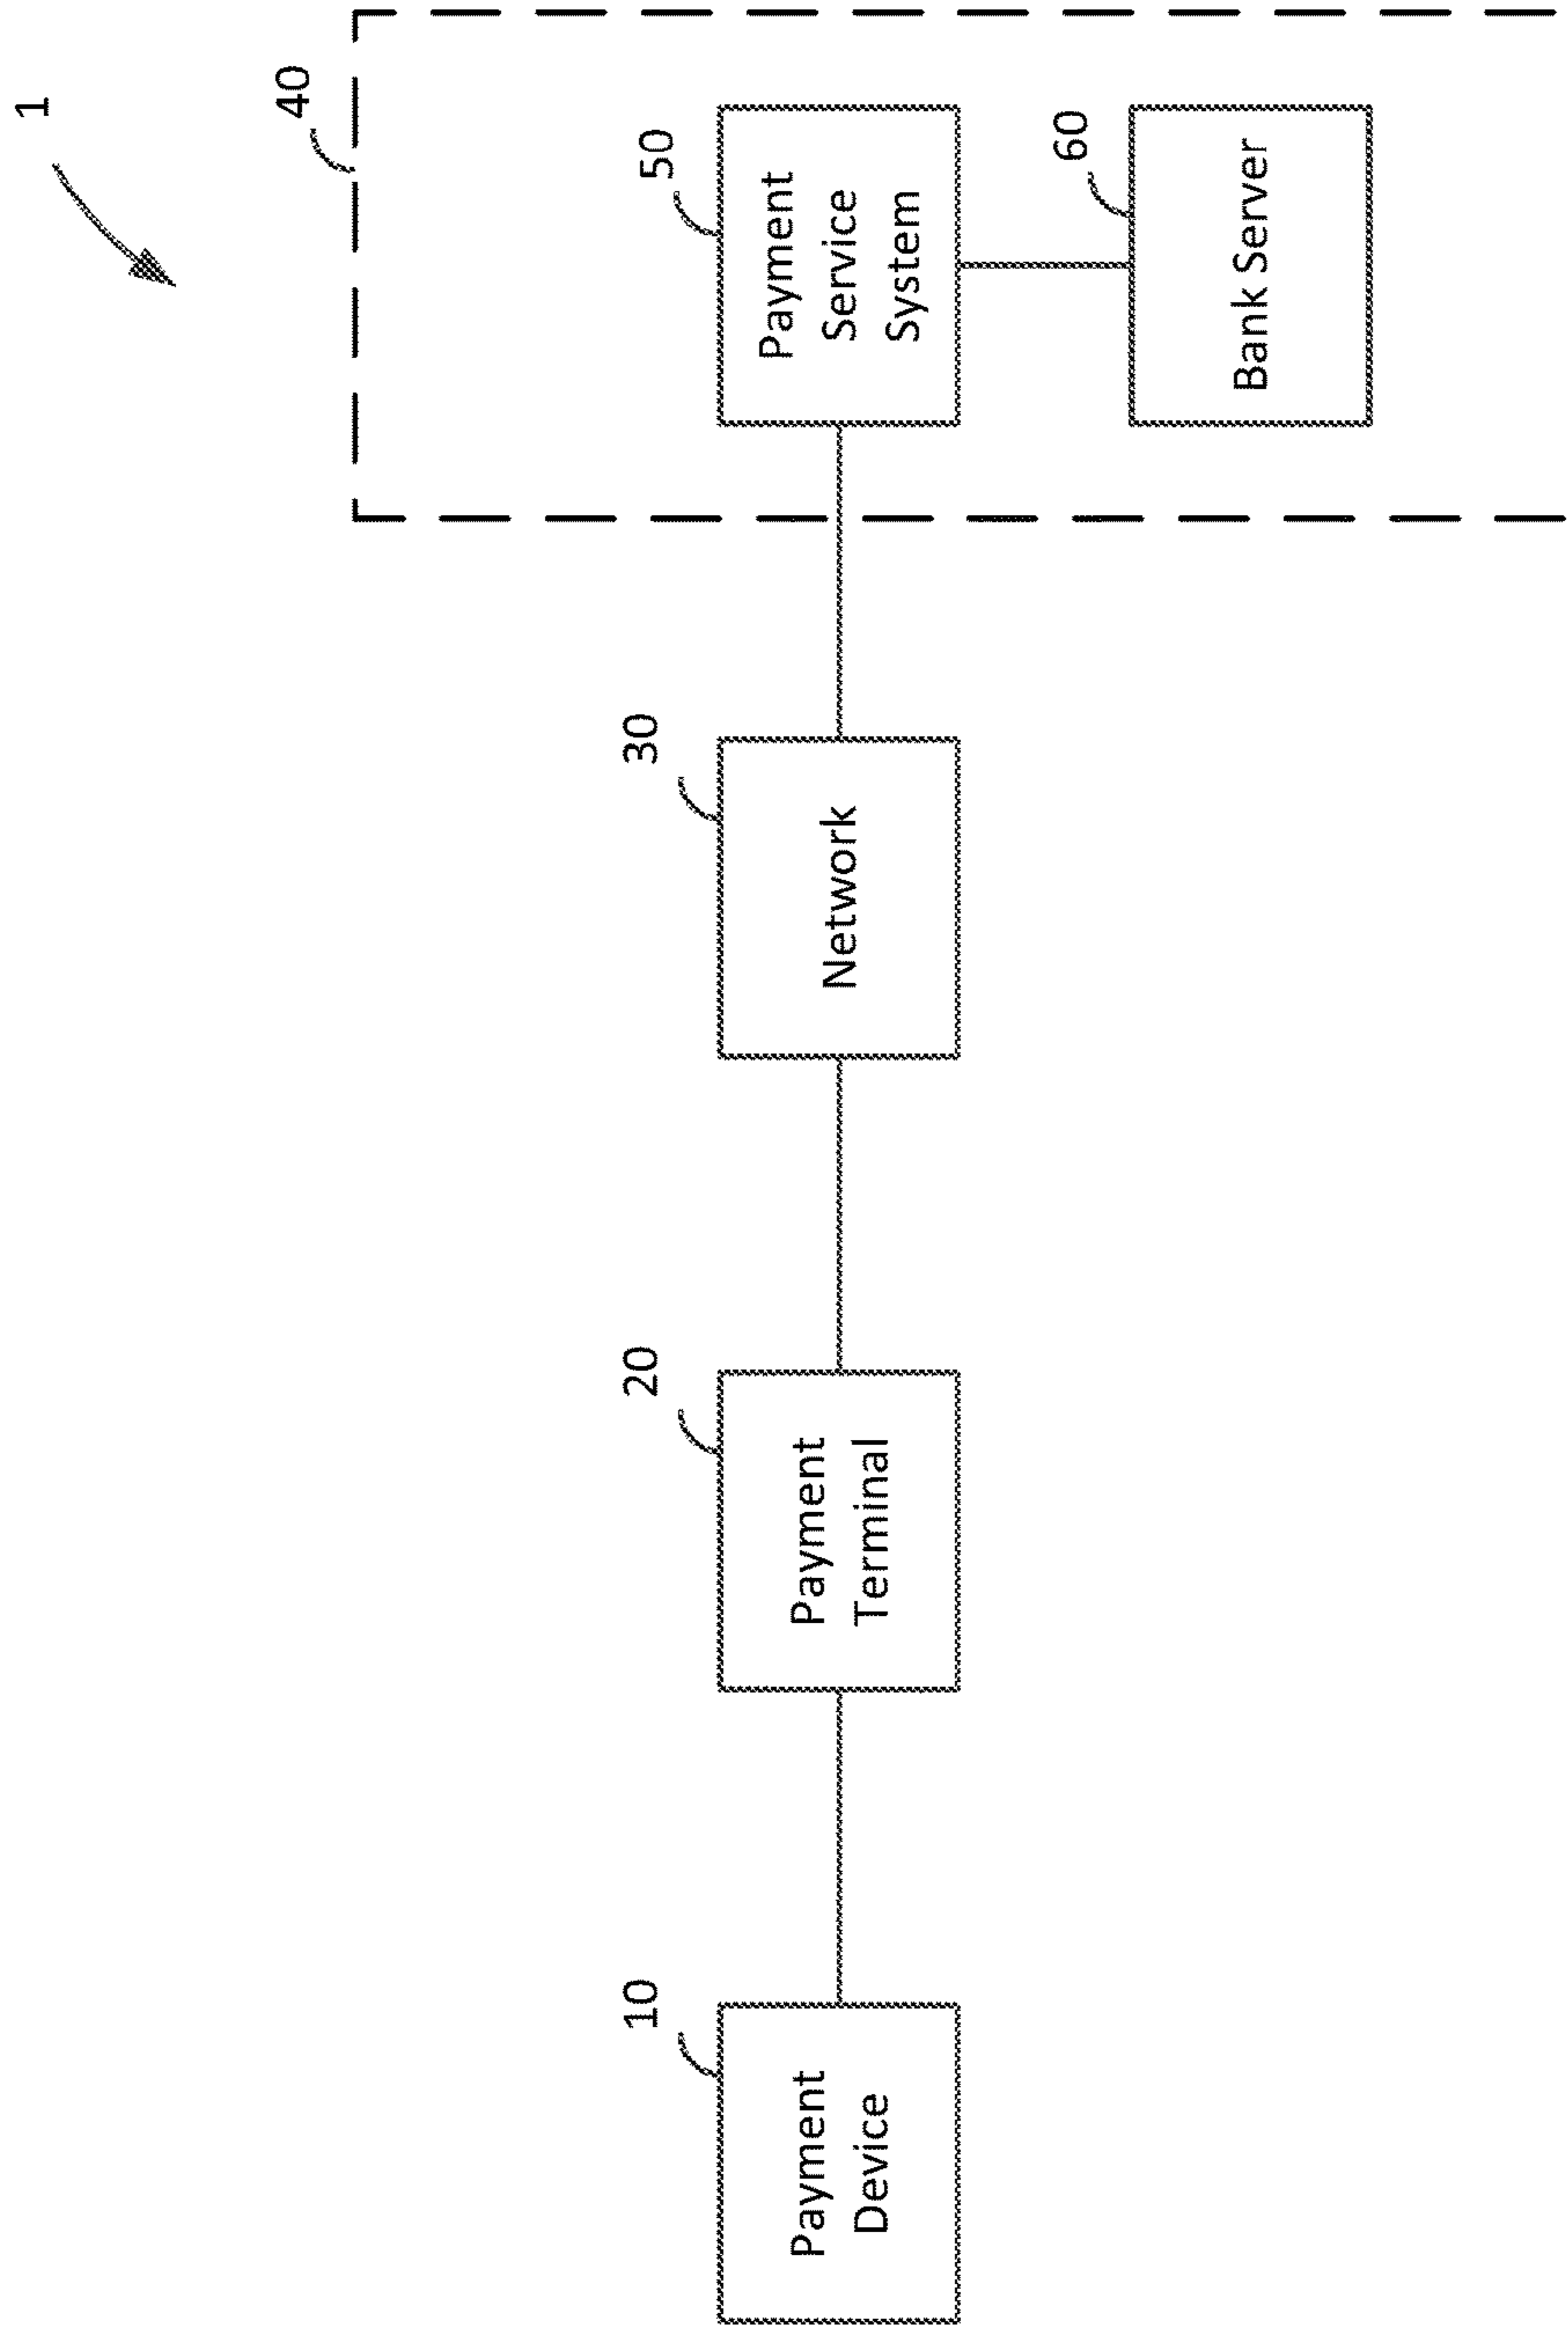 1
40
10
Payment
Device
20
Payment
Terminal
30
Network
50
Payment
Service
System
60
Bank Server